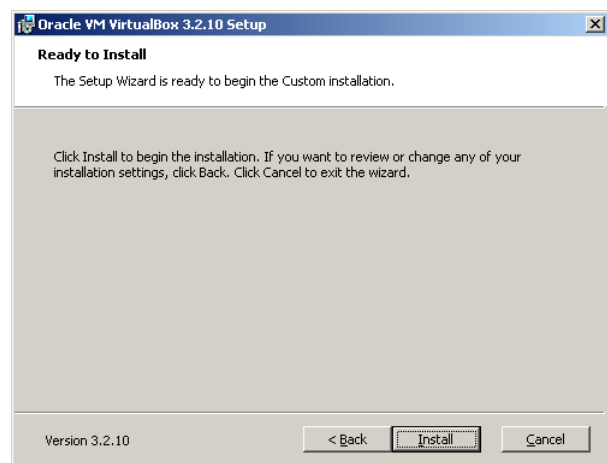 Oracle VM VirtualBox 3.2.10 Setup
Ready to Install
The Setup Wizard is ready to begin the Custom installation.
Click Install to begin the installation. If you want to review or change any of your
installation settings, click Back. Click Cancel to exit the wizard.
Version 3.2.10
< Back
Install
Cancel